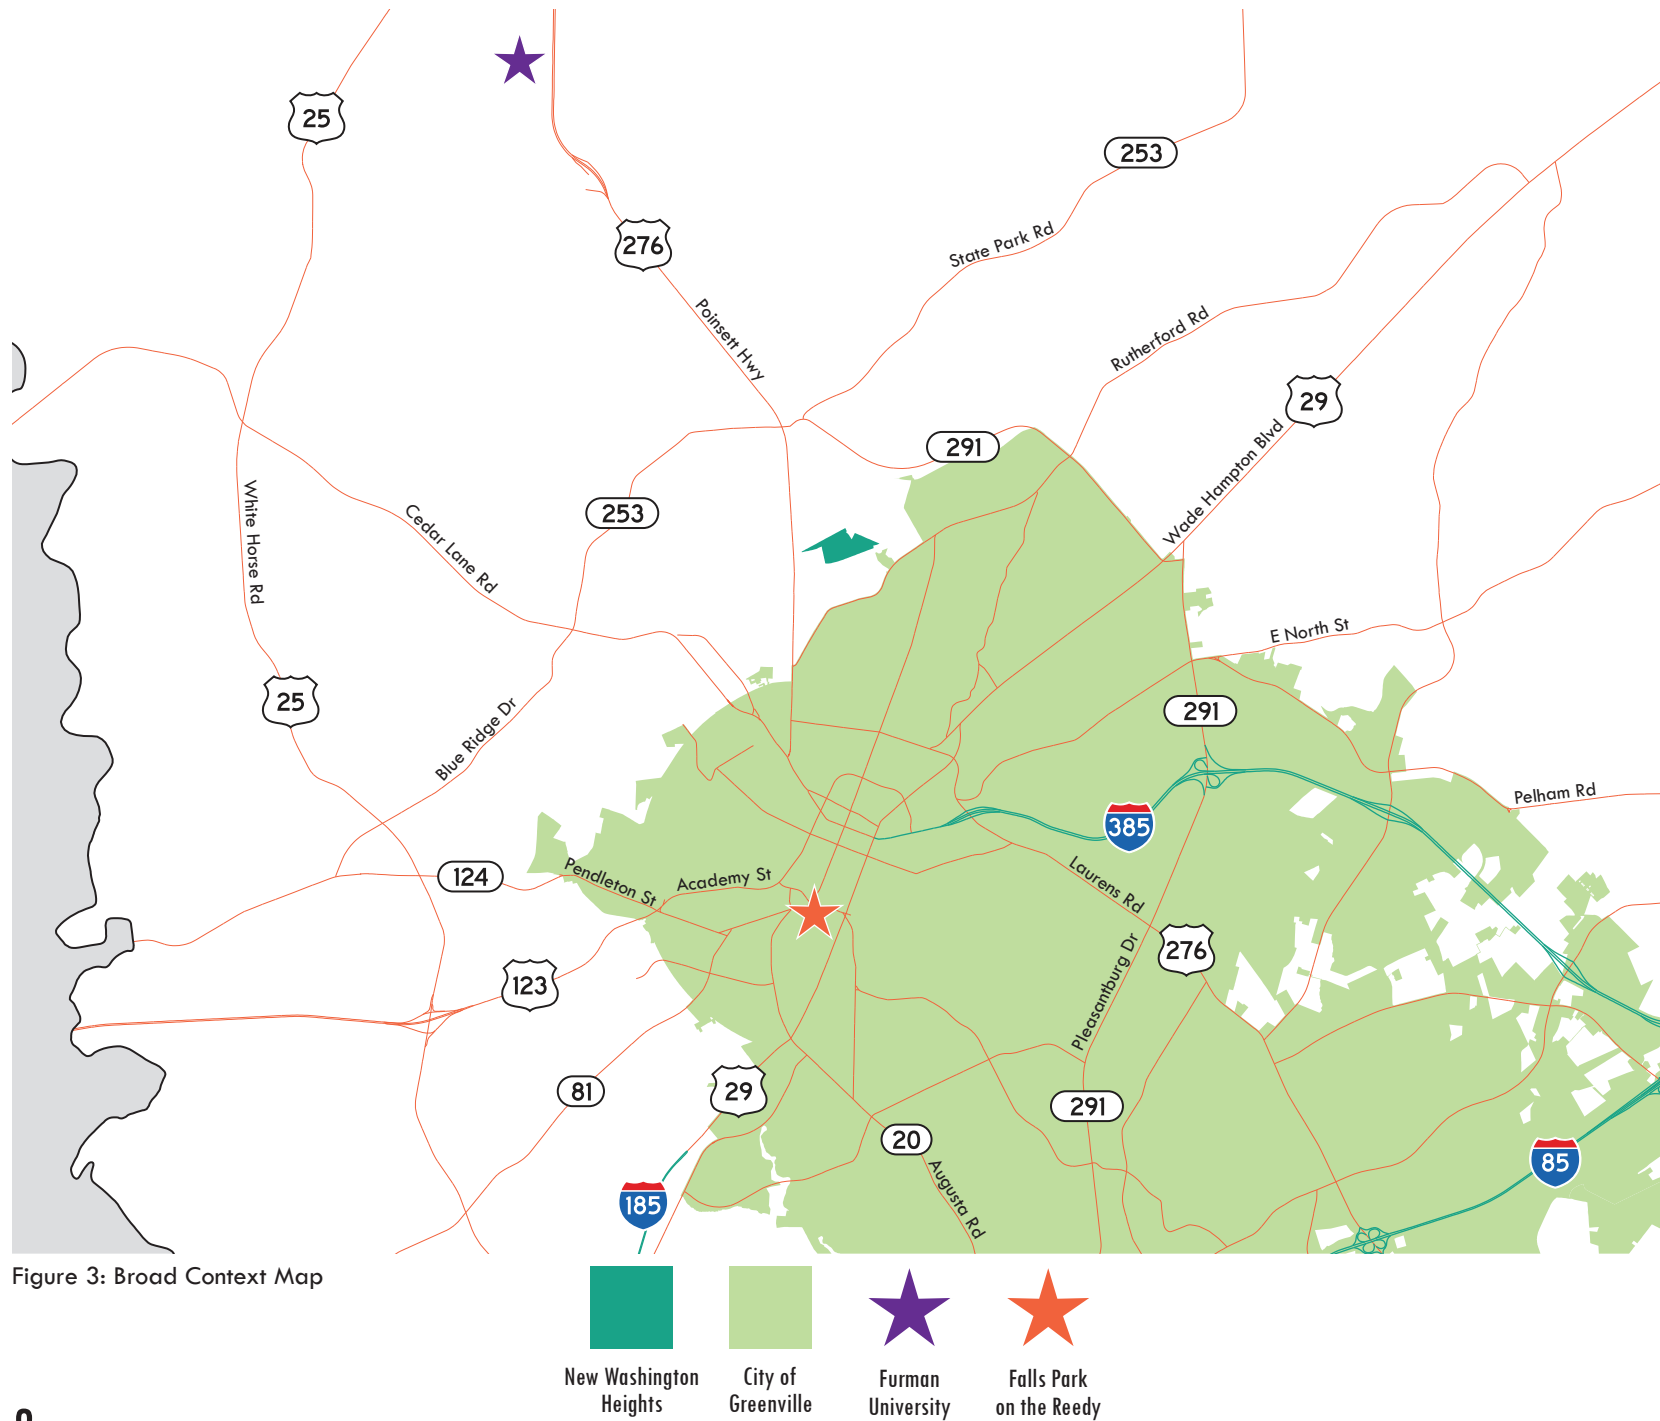 25
253
276
State Park Rd
Poinsett Hwy
Rutherford Rd
29
291
Wade Hampton Blvd
White Horse Rd
253
Cedar Lane Rd
E North St
25
291
Blue Ridge Dr
Pelham Rd
385
124
Pendleton St
Academy St
Laurens Rd
276
123
Pleasantburg Dr
81
29
291
20
85
Augusta Rd
185
Figure 3: Broad Context Map
New Washington
Heights
City of
Greenville
Furman
University
Falls Park
on the Reedy